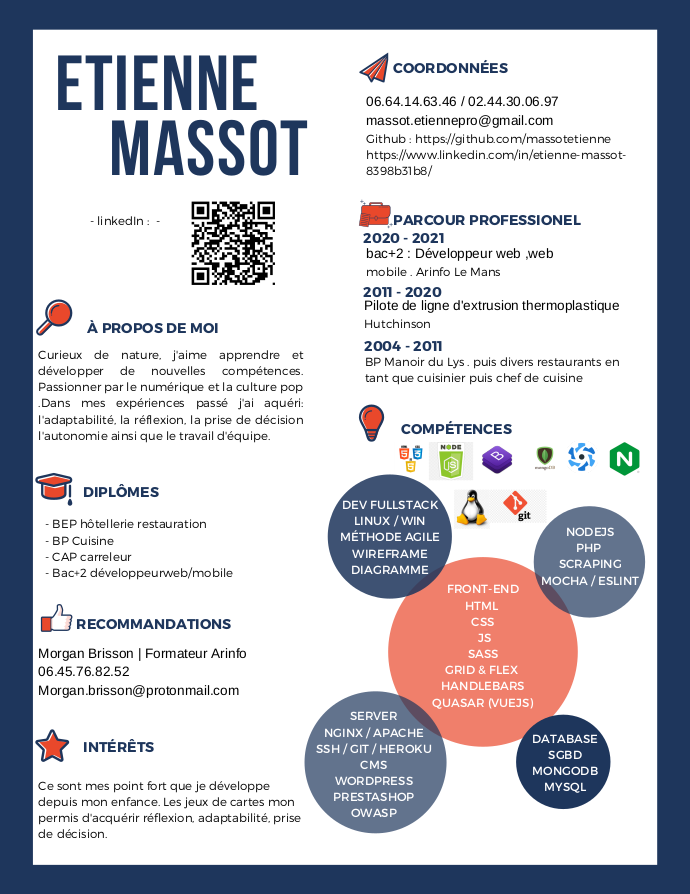 ETIENNE
MASSOT
- linkedIn :  -
À PROPOS DE MOI
Curieux de nature, j'aime apprendre et
développer de nouvelles compétences.
Passionner par le numérique et la culture pop
.Dans mes expériences passé j'ai aquéri:
l'adaptabilité, la réflexion, la prise de décision
l'autonomie ainsi que le travail d'équipe.
DIPLÔMES
- BEP hôtellerie restauration
- BP Cuisine
- CAP carreleur
- Bac+2 développeurweb/mobile
RECOMMANDATIONS
Morgan Brisson | Formateur Arinfo
06.45.76.82.52
Morgan.brisson@protonmail.com
INTÉRÊTS
Ce sont mes point fort que je développe
depuis mon enfance. Les jeux de cartes mon
permis d'acquérir réflexion, adaptabilité, prise
de décision.
COORDONNÉES
06.64.14.63.46 / 02.44.30.06.97
massot.etiennepro@gmail.com
Github : https://github.com/massotetienne
https://www.linkedin.com/in/etienne-massot-
8398b31b8/
PARCOUR PROFESSIONEL
2020 - 2021
bac+2 : Développeur web ,web
mobile . Arinfo Le Mans
2011 - 2020
Pilote de ligne d'extrusion thermoplastique
Hutchinson
2004 - 2011
BP Manoir du Lys . puis divers restaurants en
tant que cuisinier puis chef de cuisine
COMPÉTENCES
NODE
JS
B
mongoDB
N
git
DEV FULLSTACK
LINUX / WIN
MÉTHODE AGILE
WIREFRAME
DIAGRAMME
NODEJS
PHP
SCRAPING
MOCHA / ESLINT
FRONT-END
HTML
CSS
JS
SASS
GRID & FLEX
HANDLEBARS
QUASAR (VUEJS)
SERVER
NGINX / APACHE
SSH / GIT / HEROKU
CMS
WORDPRESS
PRESTASHOP
OWASP
DATABASE
SGBD
MONGODB
MYSQL